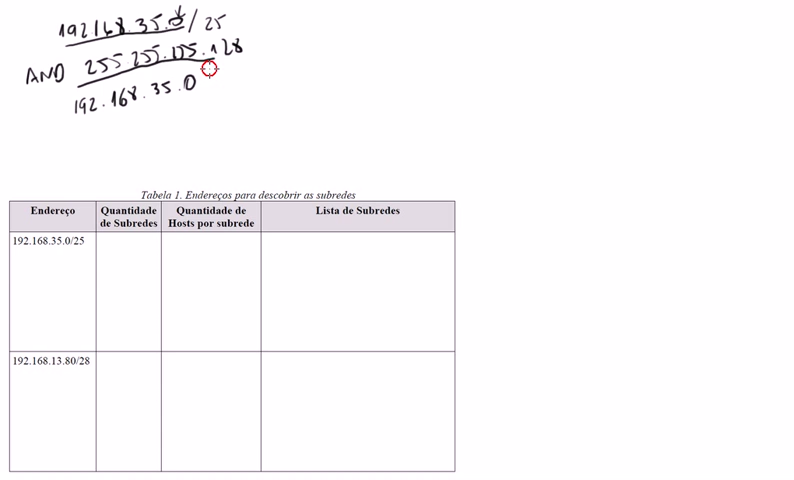 192.168.35.0/25
AND 255.255.255.128
192.168.35.0
Tabela 1. Endereços para descobrir as subredes
Endereço
Quantidade de Subredes
Quantidade de Hosts por subrede
Lista de Subredes
192.168.35.0/25
192.168.13.80/28